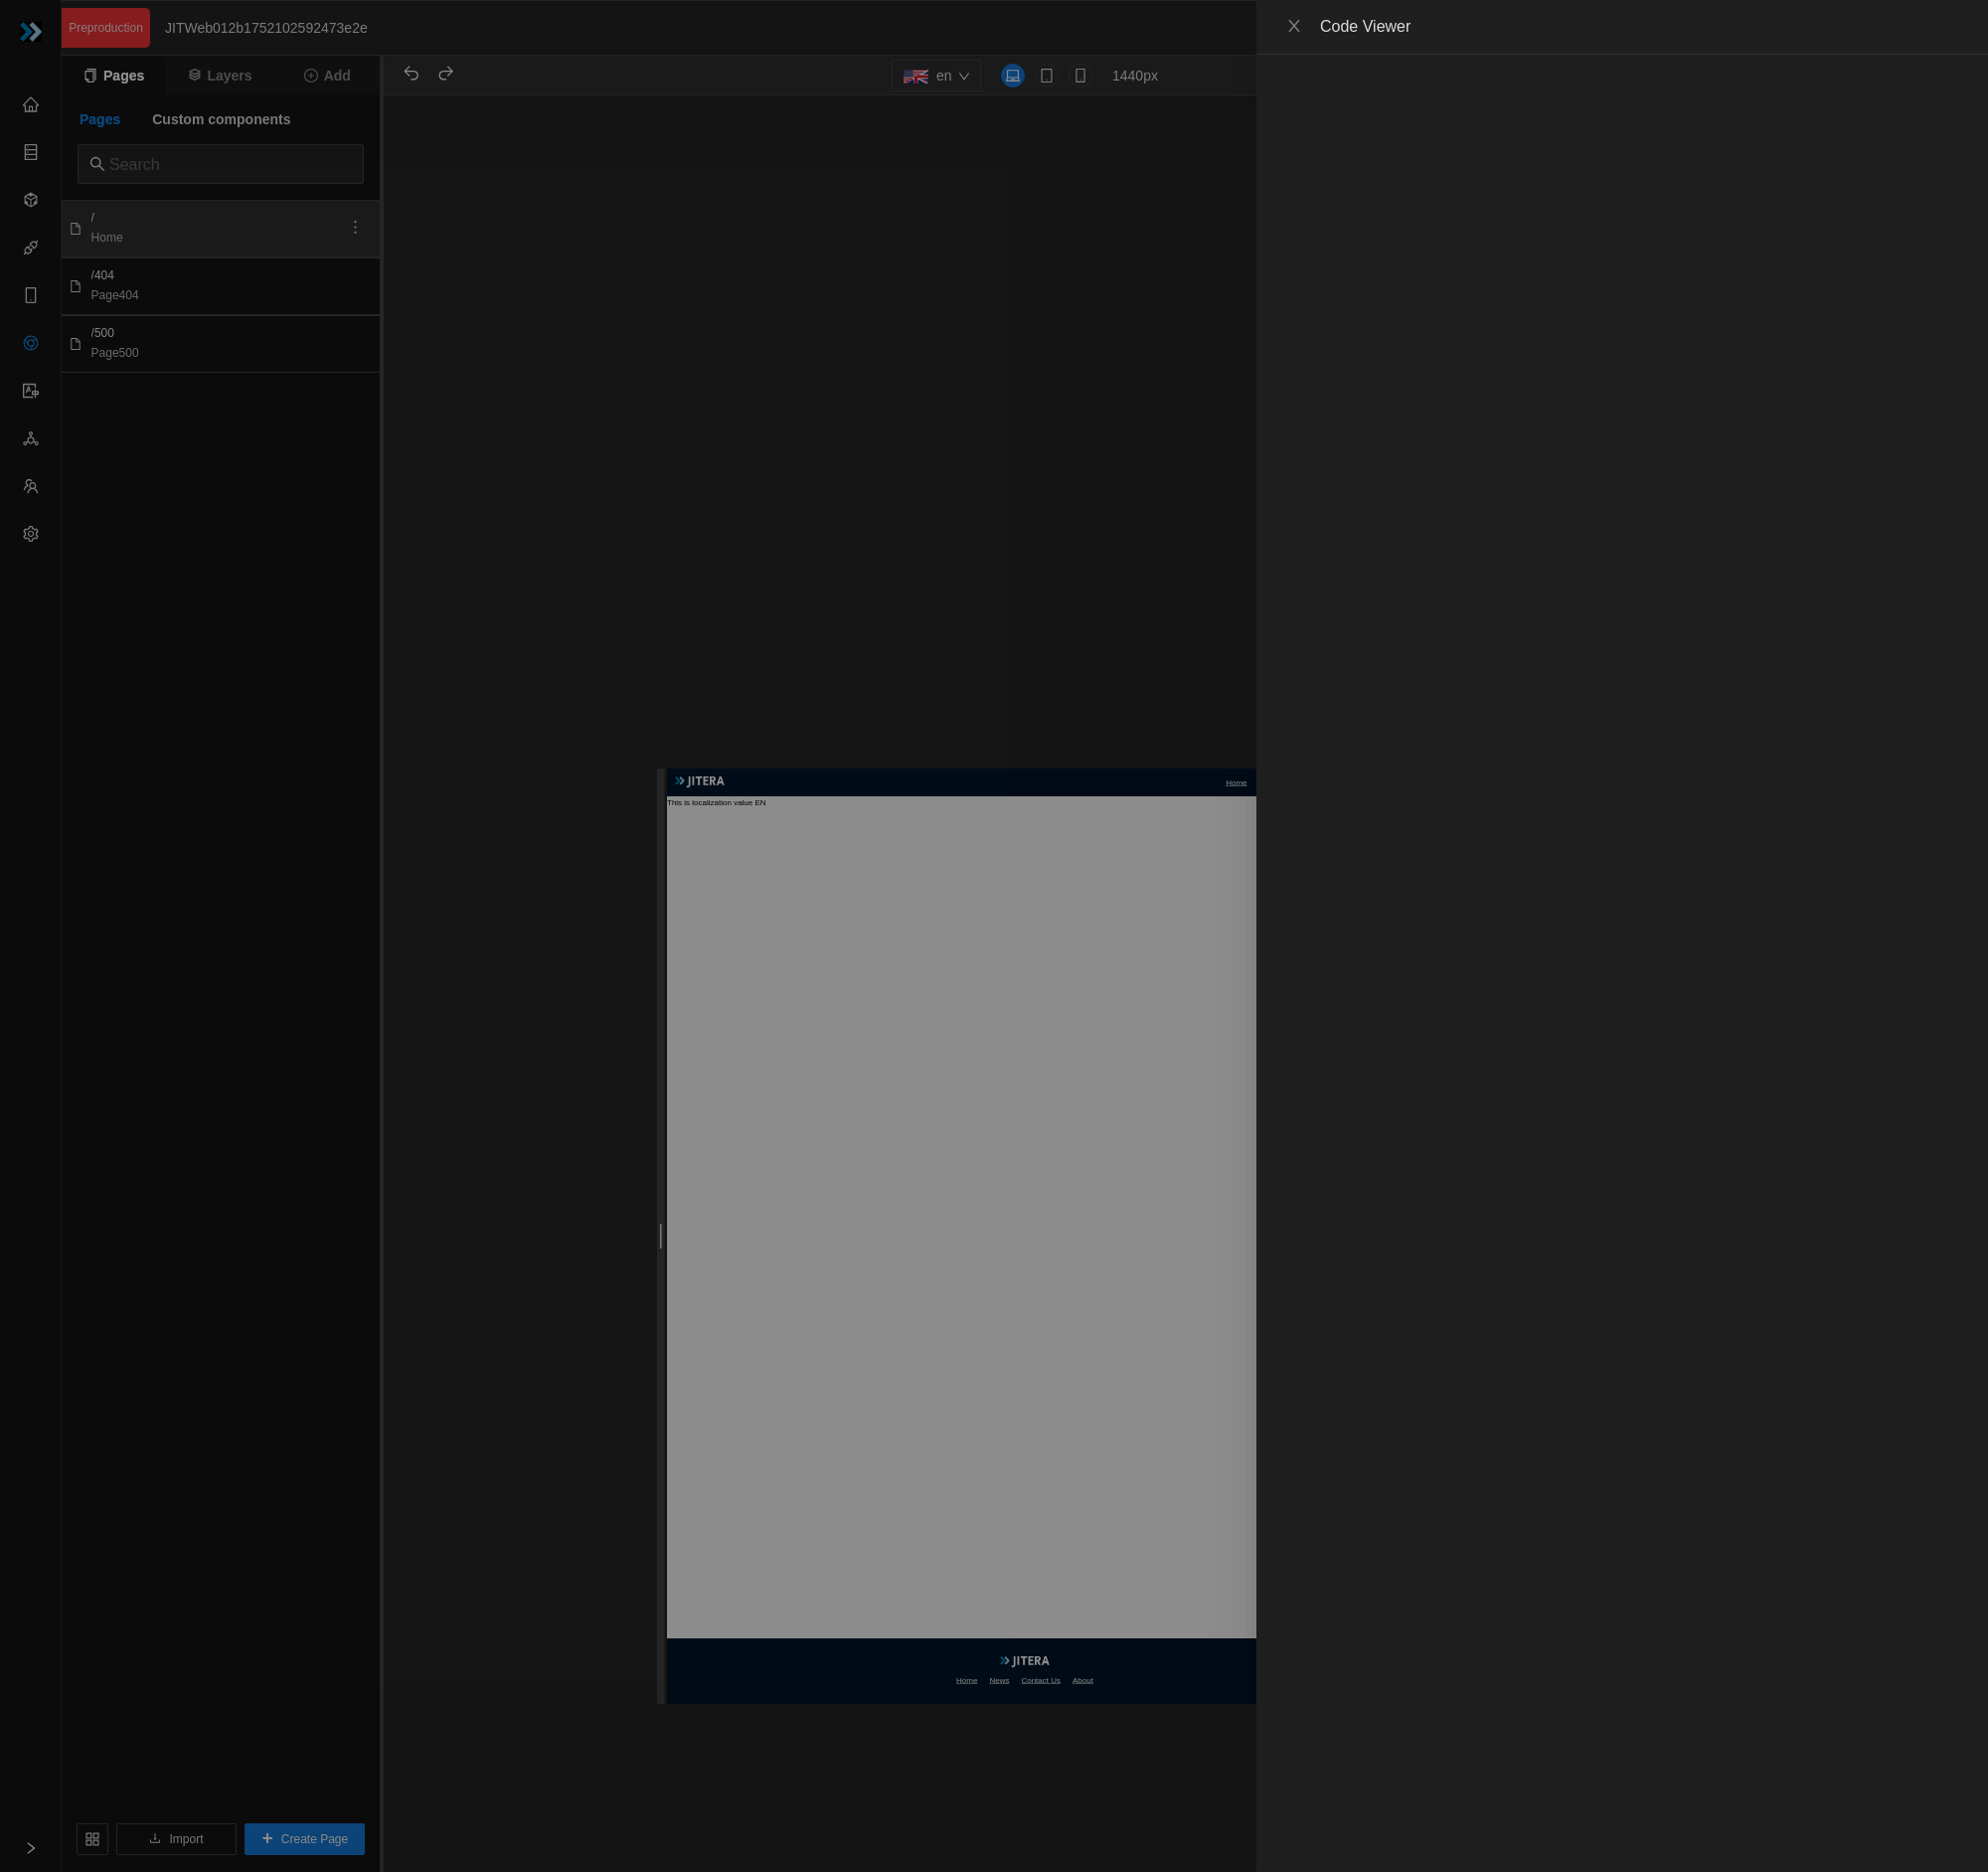 Preproduction
JITWeb012b1752102592473e2e
Code Viewer
Pages
Layers
Add
en
1440px
Pages
Custom components
Search
/
Home
/404
Page404
/500
Page500
JITERA
Home
This is localization value EN
JITERA
Home News Contact Us About
Import
Create Page